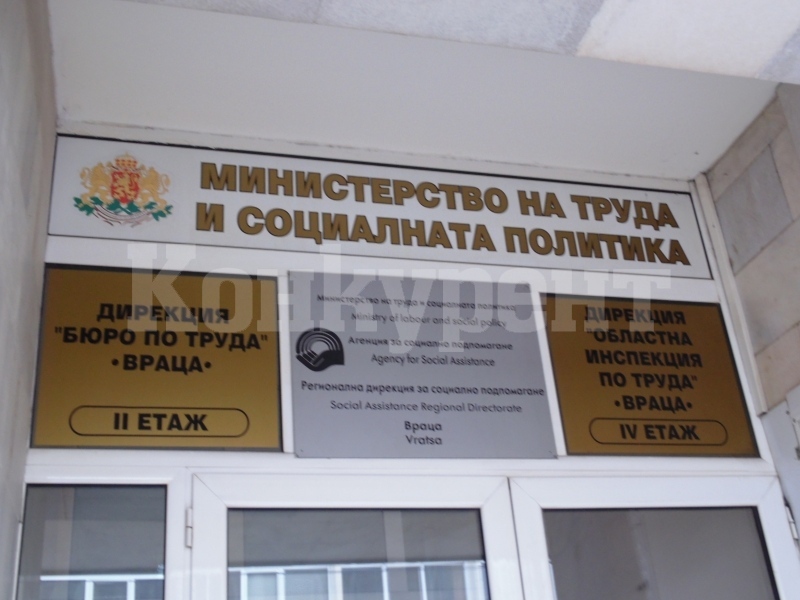 МИНИСТЕРСТВО НА ТРУДА
И СОЦИАЛНАТА ПОЛИТИКА
Конкурент
ДИРЕКЦИЯ
"БЮРО ПО ТРУДА"
•ВРАЦА•
II ЕТАЖ
Министерство на труда и социалната политика
Ministry of labour and social policy
Агенция за социално подпомагане
Agency for Social Assistance
Регионална дирекция за социално подпомагане
Social Assistance Regional Directorate
Враца
Vratsa
ДИРЕКЦИЯ
"ОБЛАСТНА
ИНСПЕКЦИЯ
ПО ТРУДА"
•ВРАЦА•
IV ЕТАЖ